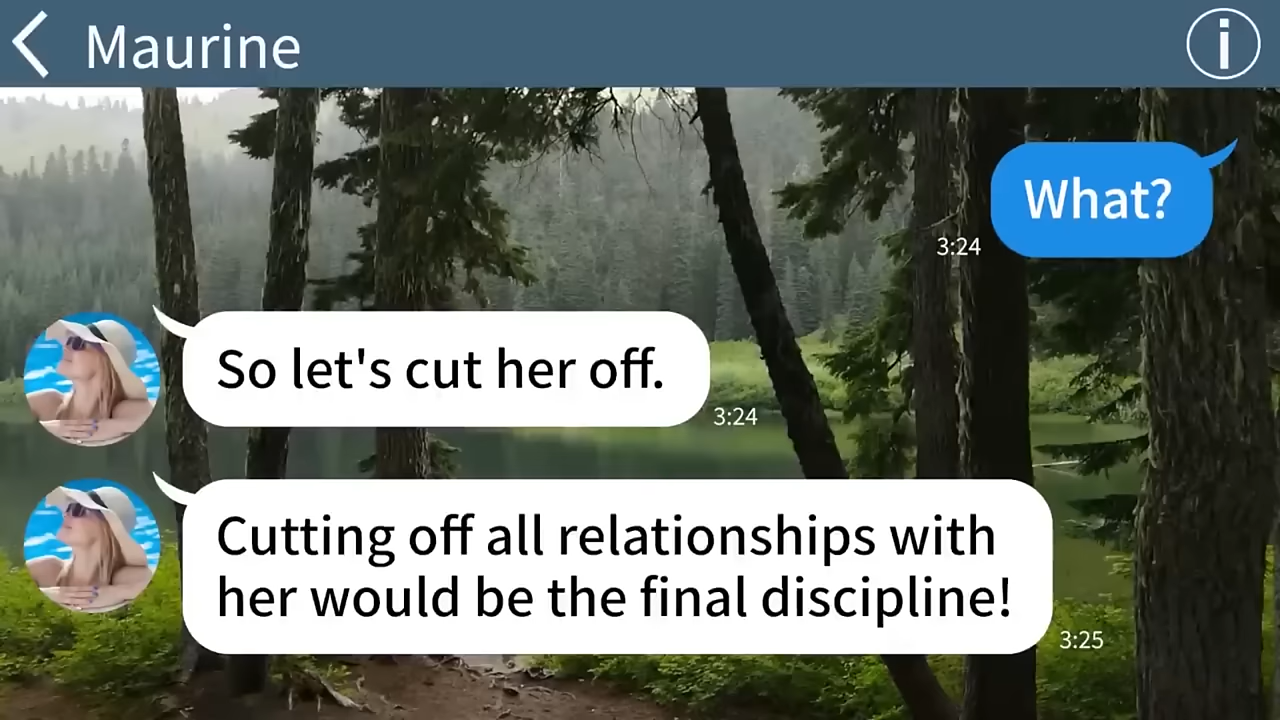 Maurine
What?
3:24
So let's cut her off.
3:24
Cutting off all relationships with
her would be the final discipline!
3:25